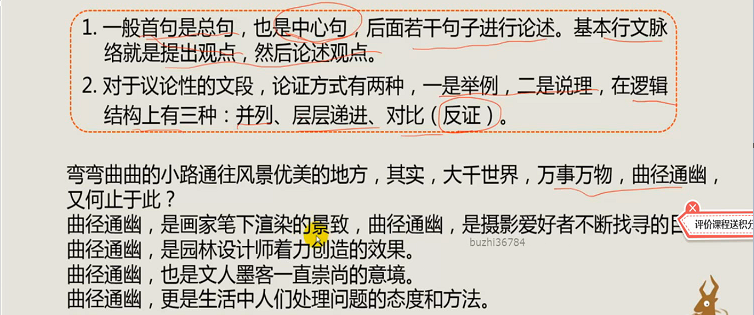 1. 一般首句是总句，也是中心句，后面若干句子进行论述。基本行文脉
络就是提出观点，然后论述观点。
2. 对于议论性的文段，论证方式有两种，一是举例，二是说理，在逻辑
结构上有三种：并列、层层递进、对比（反证）。
弯弯曲曲的小路通往风景优美的地方，其实，大千世界，万事万物，曲径通幽，
又何止于此？
曲径通幽，是画家笔下渲染的景致，曲径通幽，是摄影爱好者不断找寻的
评价课程送积分
buzhi36784
曲径通幽，是园林设计师着力创造的效果。
曲径通幽，也是文人墨客一直崇尚的意境。
曲径通幽，更是生活中人们处理问题的态度和方法。